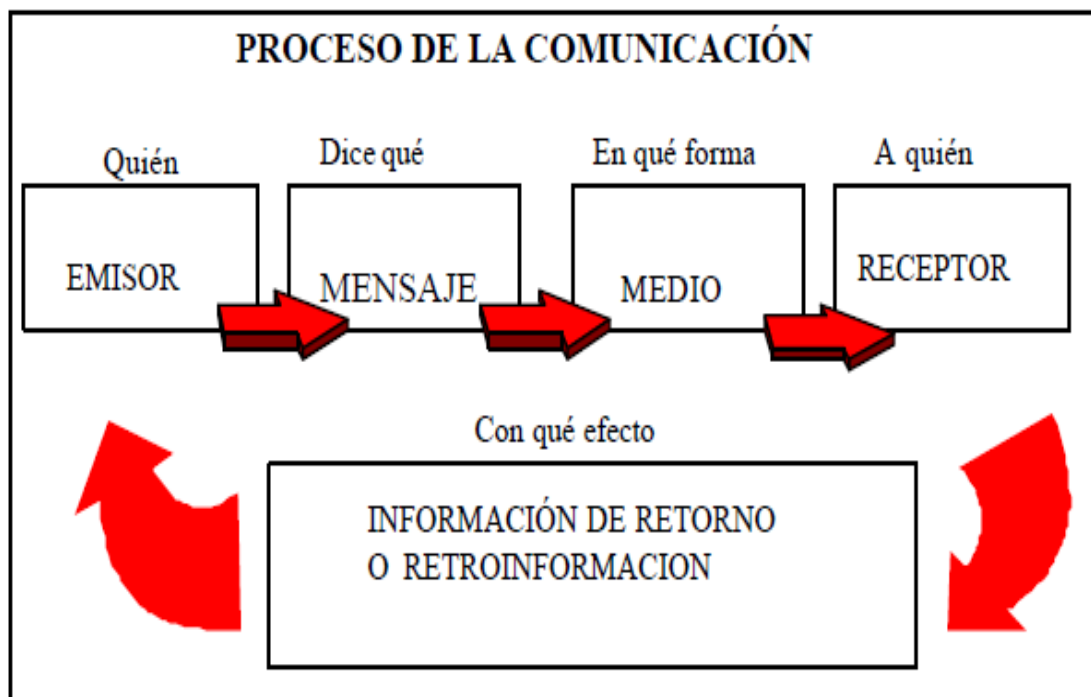 PROCESO DE LA COMUNICACIÓN
Quién
Dice qué
En qué forma
A quién
EMISOR
MENSAJE
MEDIO
RECEPTOR
Con qué efecto
INFORMACIÓN DE RETORNO
O RETROINFORMACION